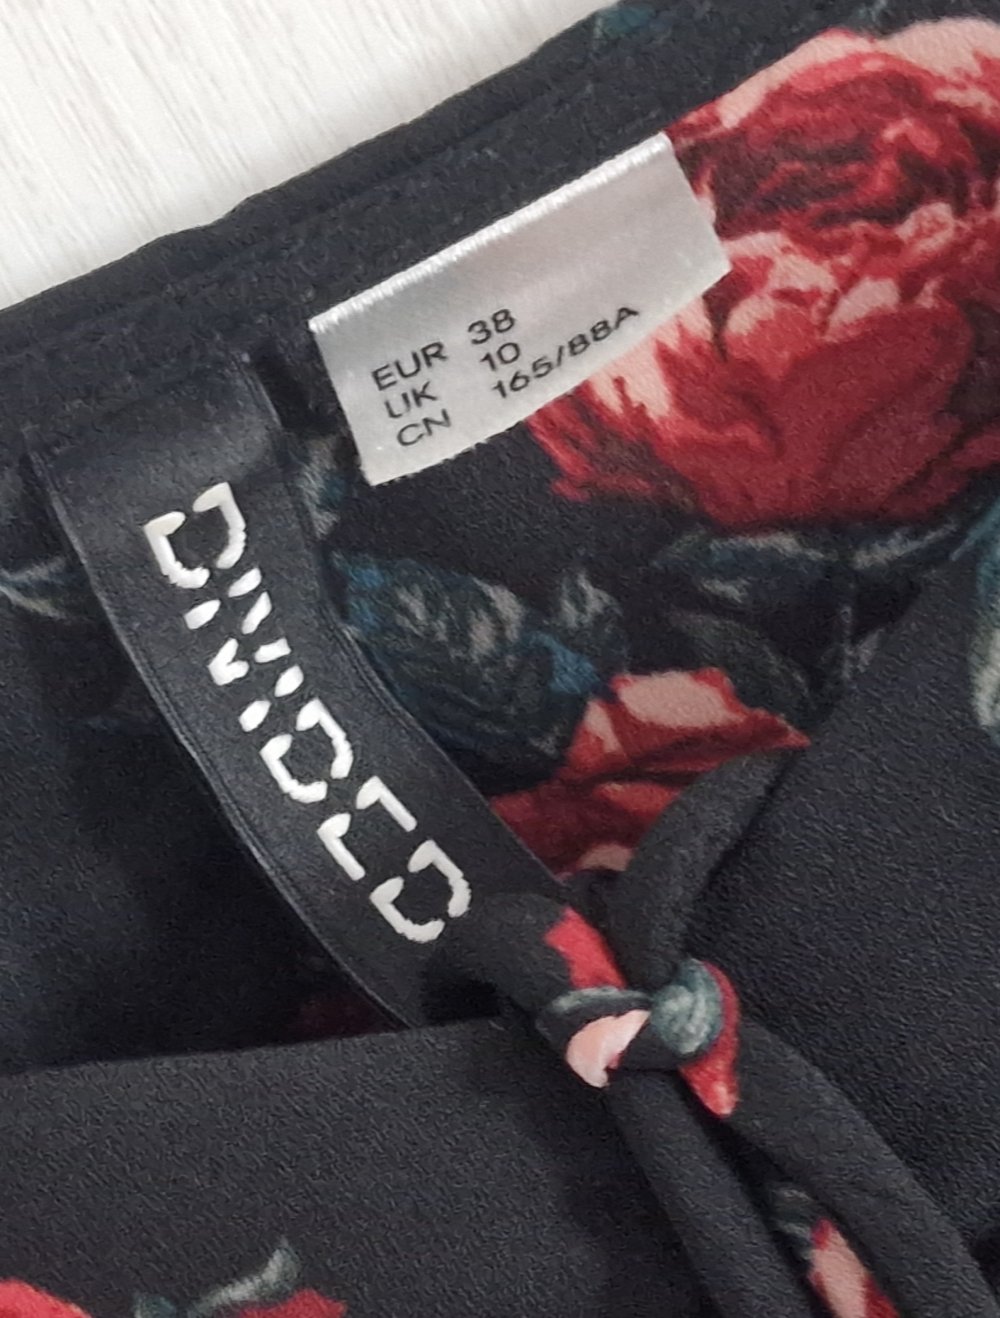 EUR 38
UK 10
CN 165/88A
DIVIDED